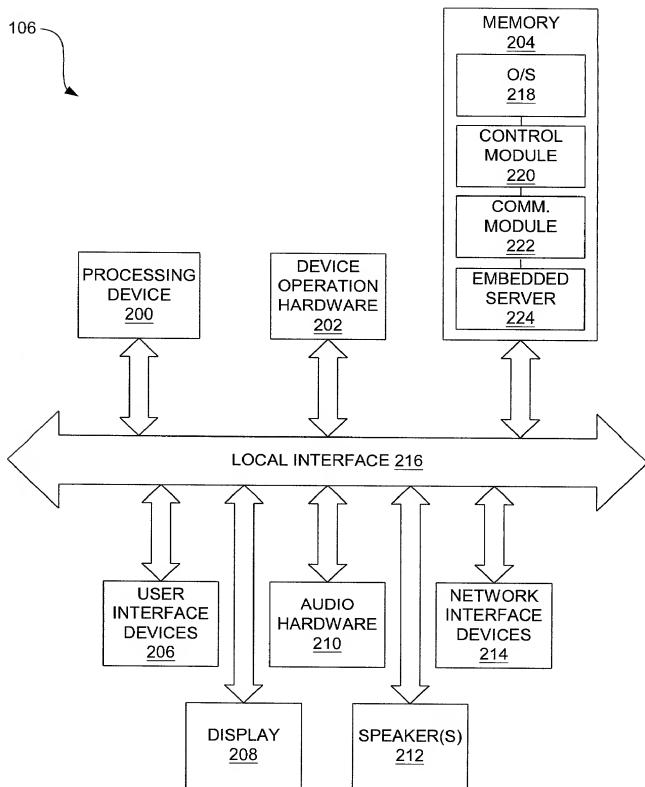 106
MEMORY
204
O/S
218
CONTROL
MODULE
220
COMM.
MODULE
222
EMBEDDED
SERVER
224
PROCESSING
DEVICE
200
DEVICE
OPERATION
HARDWARE
202
LOCAL INTERFACE 216
USER
INTERFACE
DEVICES
206
AUDIO
HARDWARE
210
NETWORK
INTERFACE
DEVICES
214
DISPLAY
208
SPEAKER(S)
212